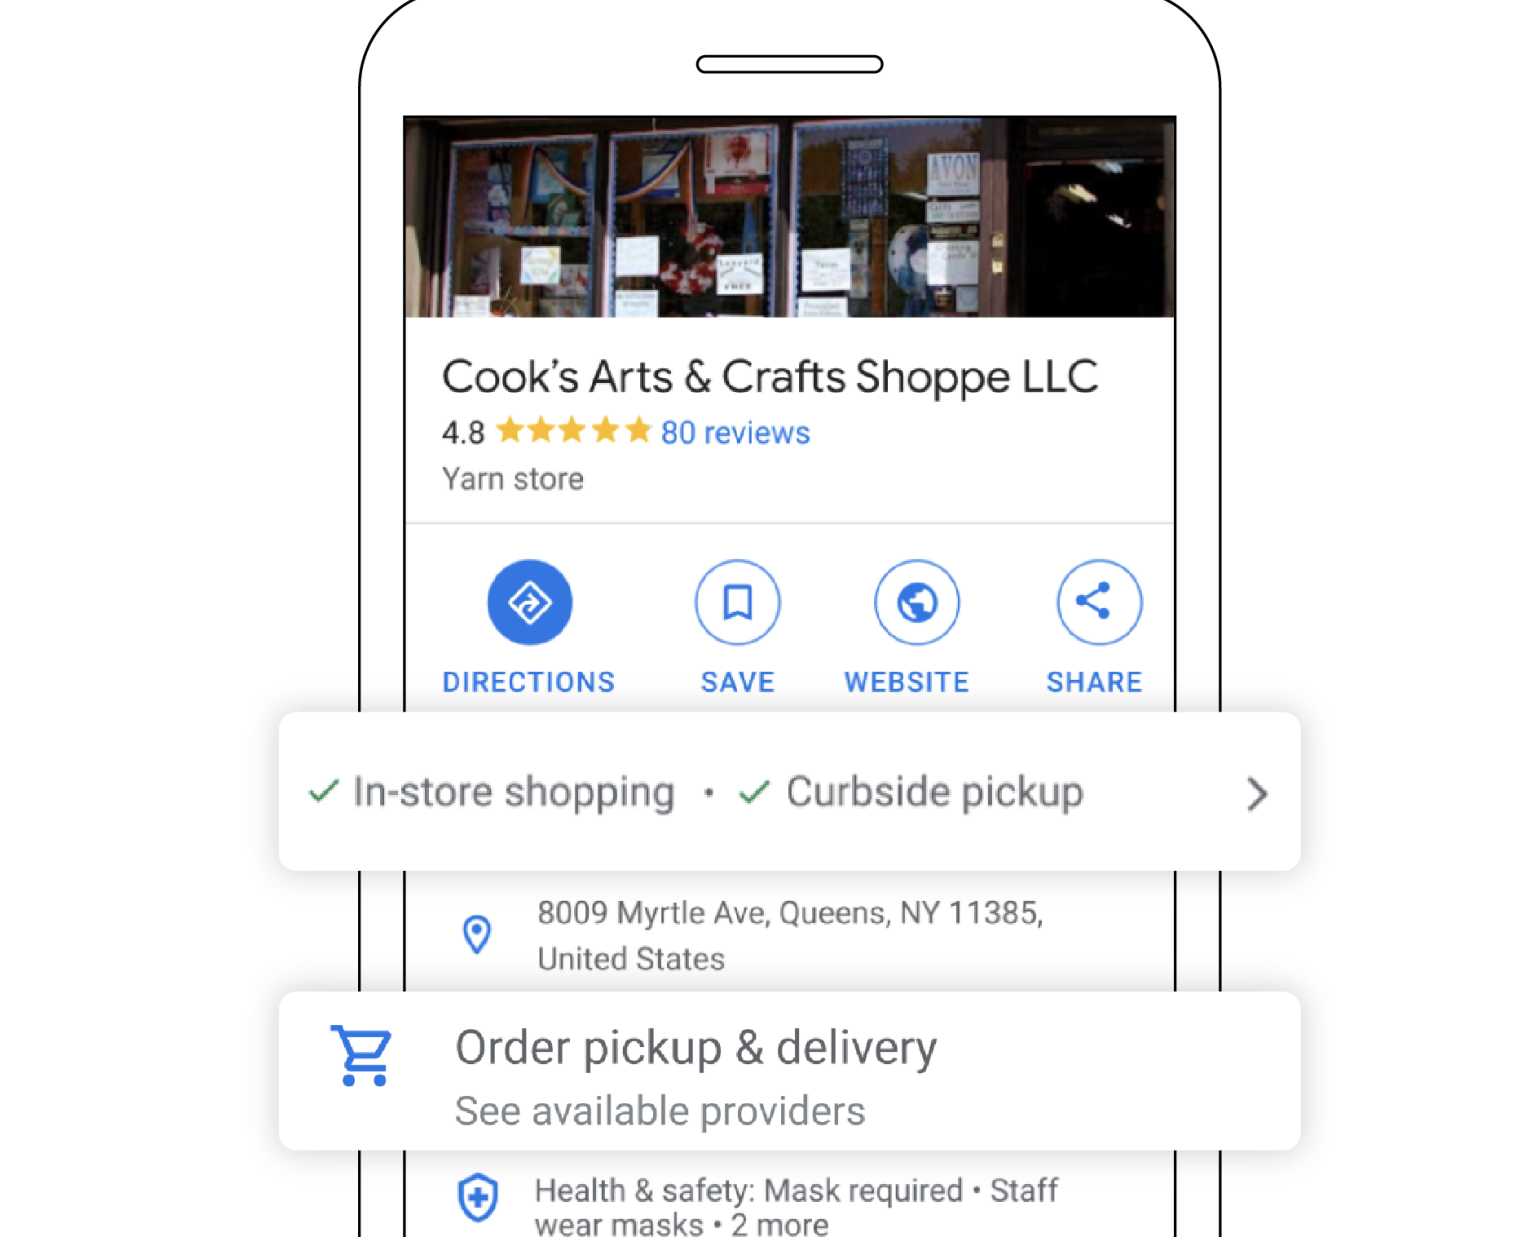 AVON
FREE
Cook’s Arts & Crafts Shoppe LLC
4.8 80 reviews
Yarn store
DIRECTIONS SAVE WEBSITE SHARE
In-store shopping • Curbside pickup
8009 Myrtle Ave, Queens, NY 11385,
United States
Order pickup & delivery
See available providers
Health & safety: Mask required • Staff
wear masks • 2 more